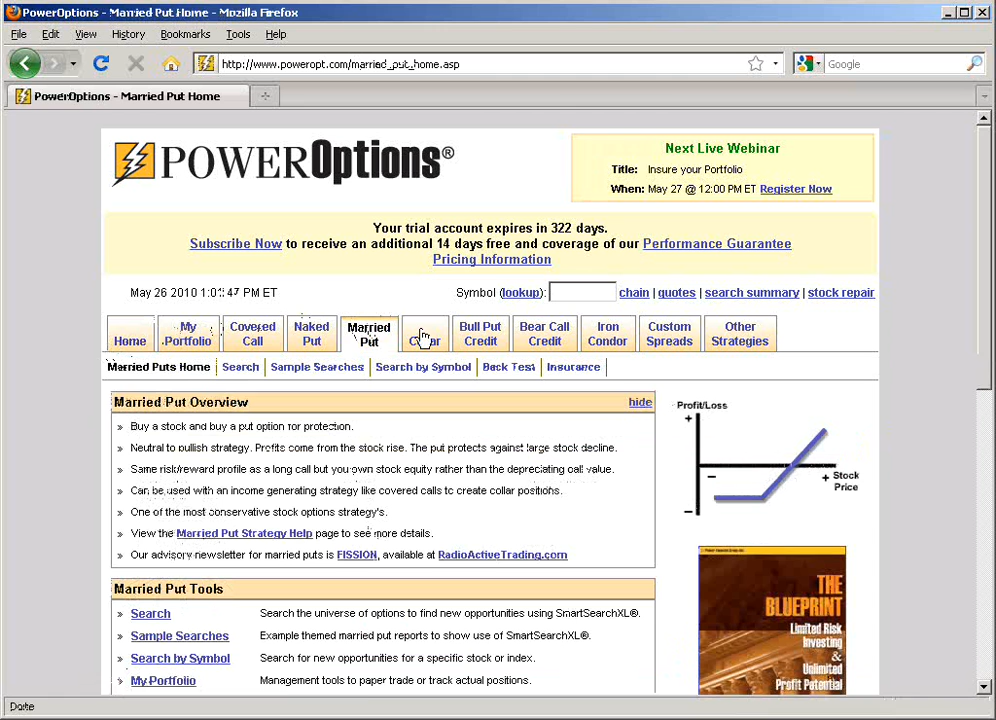 PowerOptions - Married Put Home - Mozilla Firefox
File Edit View History Bookmarks Tools Help
http://www.poweropt.com/married_put_home.asp
Google
PowerOptions - Married Put Home
POWEROptions®
Next Live Webinar
Title: Insure your Portfolio
When: May 27 @ 12:00 PM ET Register Now
Your trial account expires in 322 days.
Subscribe Now to receive an additional 14 days free and coverage of our Performance Guarantee
Pricing Information
May 26 2010 1:01:47 PM ET
Symbol (lookup): chain | quotes | search summary | stock repair
Home
My Portfolio
Covered Call
Naked Put
Married Put
Bull Put Credit
Bear Call Credit
Iron Condor
Custom Spreads
Other Strategies
Married Puts Home | Search | Sample Searches | Search by Symbol | Back Test | Insurance |
Married Put Overview hide
» Buy a stock and buy a put option for protection.
» Neutral to bullish strategy. Profits come from the stock rise. The put protects against large stock decline.
» Same risk/reward profile as a long call but you own stock equity rather than the depreciating call value.
» Can be used with an income generating strategy like covered calls to create collar positions.
» One of the most conservative stock options strategy's.
» View the Married Put Strategy Help page to see more details.
» Our advisory newsletter for married puts is FISSION, available at RadioActiveTrading.com
Profit/Loss
+
−
− + Stock Price
Married Put Tools
» Search Search the universe of options to find new opportunities using SmartSearchXL®.
» Sample Searches Example themed married put reports to show use of SmartSearchXL®.
» Search by Symbol Search for new opportunities for a specific stock or index.
» My Portfolio Management tools to paper trade or track actual positions.
THE
BLUEPRINT
Limited Risk
Investing
&
Unlimited
Profit Potential
Done